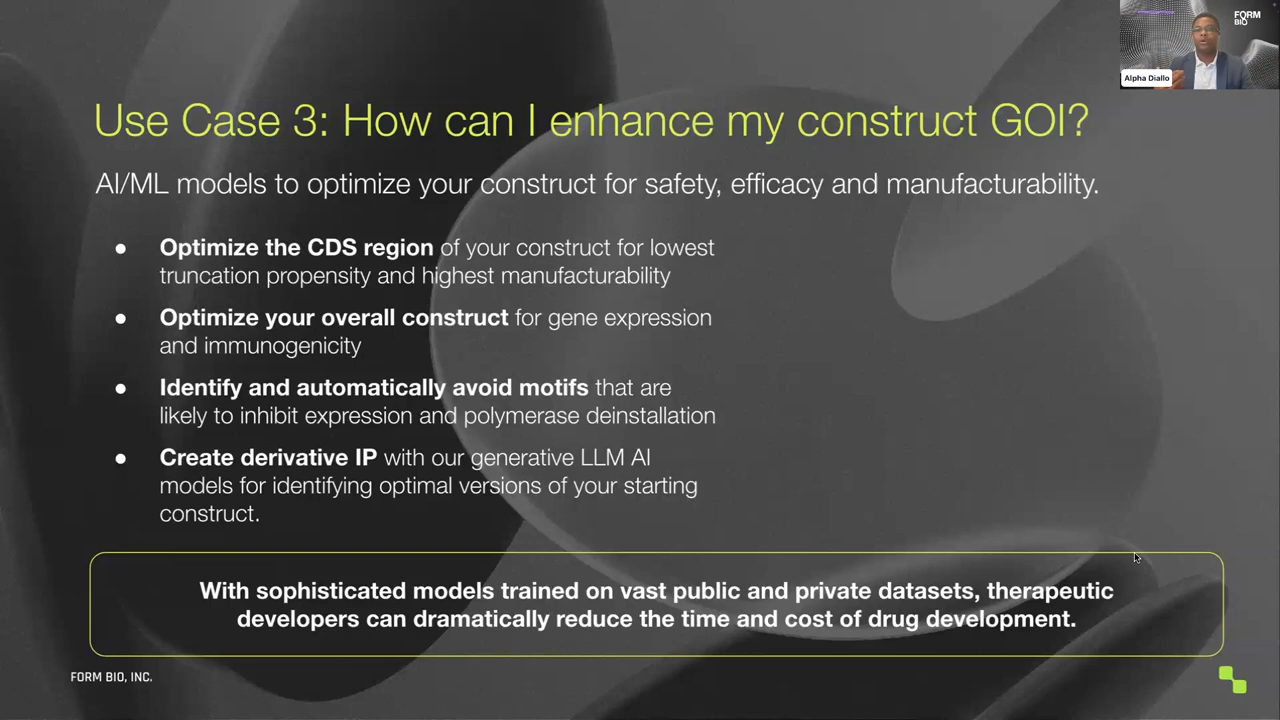 FORM
BIO
Alpha Diallo
Use Case 3: How can I enhance my construct GOI?
AI/ML models to optimize your construct for safety, efficacy and manufacturability.
● Optimize the CDS region of your construct for lowest
truncation propensity and highest manufacturability
● Optimize your overall construct for gene expression
and immunogenicity
● Identify and automatically avoid motifs that are
likely to inhibit expression and polymerase deinstallation
● Create derivative IP with our generative LLM AI
models for identifying optimal versions of your starting
construct.
With sophisticated models trained on vast public and private datasets, therapeutic
developers can dramatically reduce the time and cost of drug development.
FORM BIO, INC.